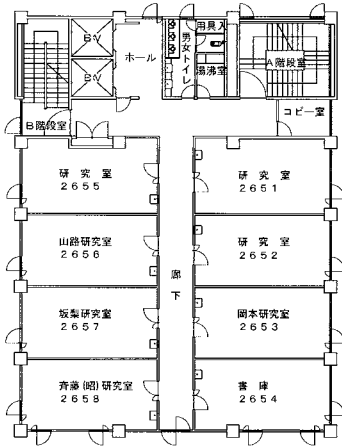 EV
EV
ホール
男女トイレ
用具入
湯沸室
A階段室
B階段室
コピー室
研究室
2655
研究室
2651
山路研究室
2656
研究室
2652
廊下
坂梨研究室
2657
岡本研究室
2653
斉藤(昭)研究室
2658
書庫
2654